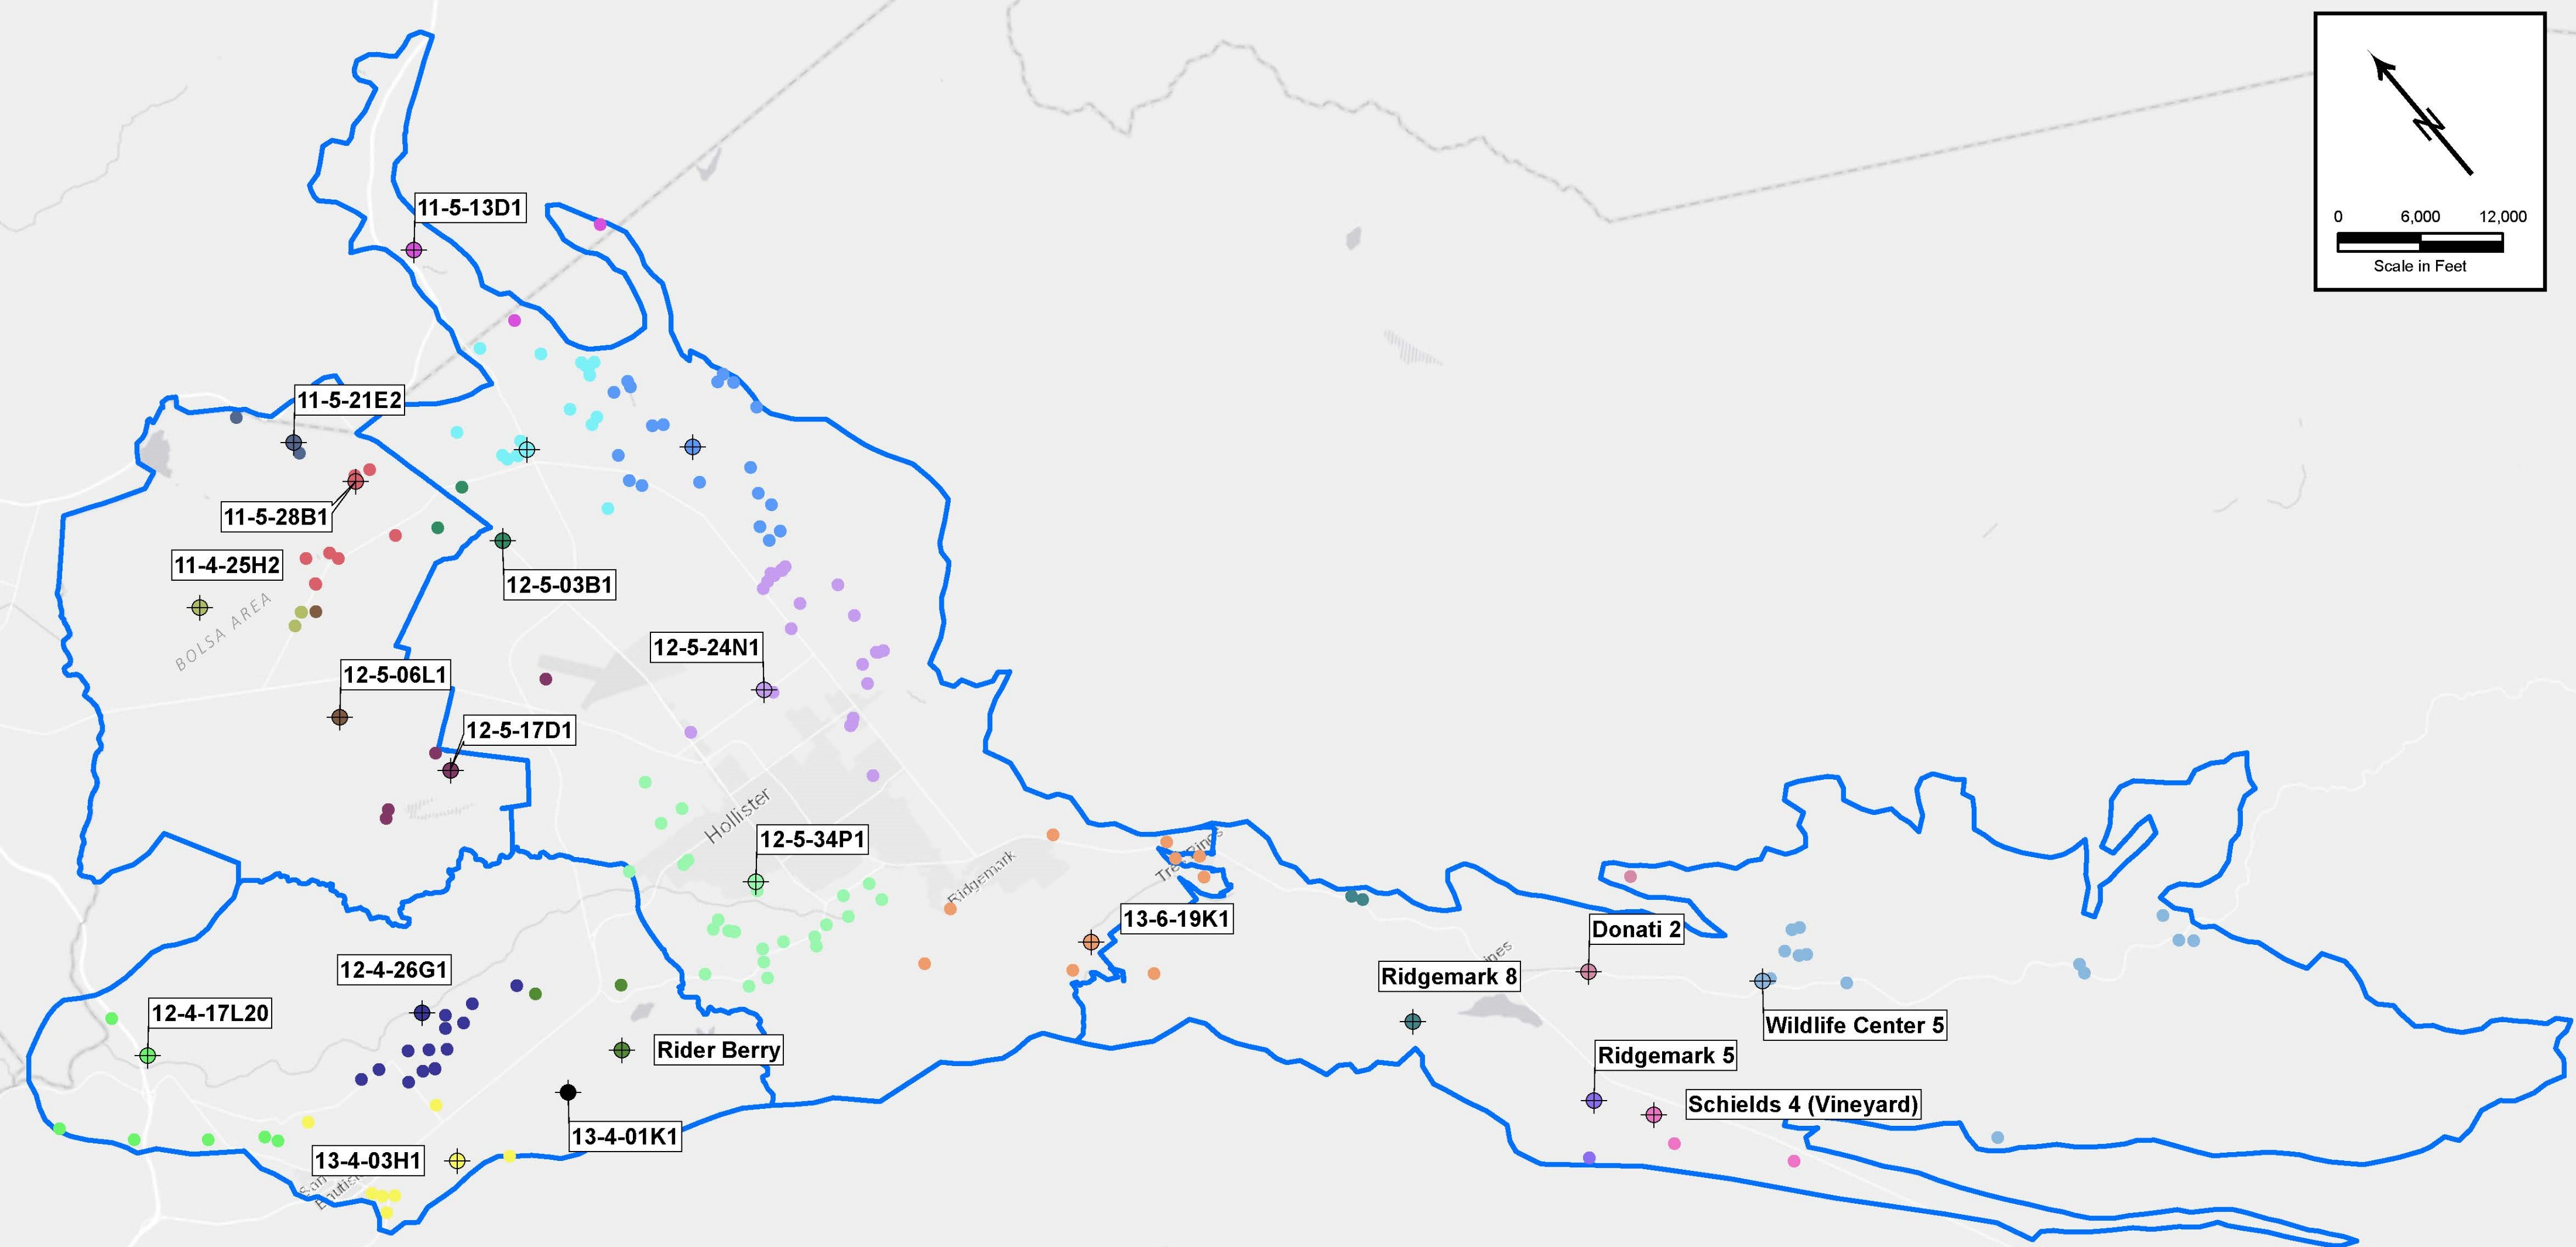 0 6,000 12,000
Scale in Feet
11-5-13D1
11-5-21E2
11-5-28B1
11-4-25H2
BOLSA AREA
12-5-03B1
12-5-24N1
12-5-06L1
12-5-17D1
Hollister
12-5-34P1
Ridgemark
13-6-19K1
Donati 2
Ridgemark 8
12-4-26G1
12-4-17L20
Wildlife Center 5
Rider Berry
Ridgemark 5
Schields 4 (Vineyard)
13-4-01K1
13-4-03H1
San